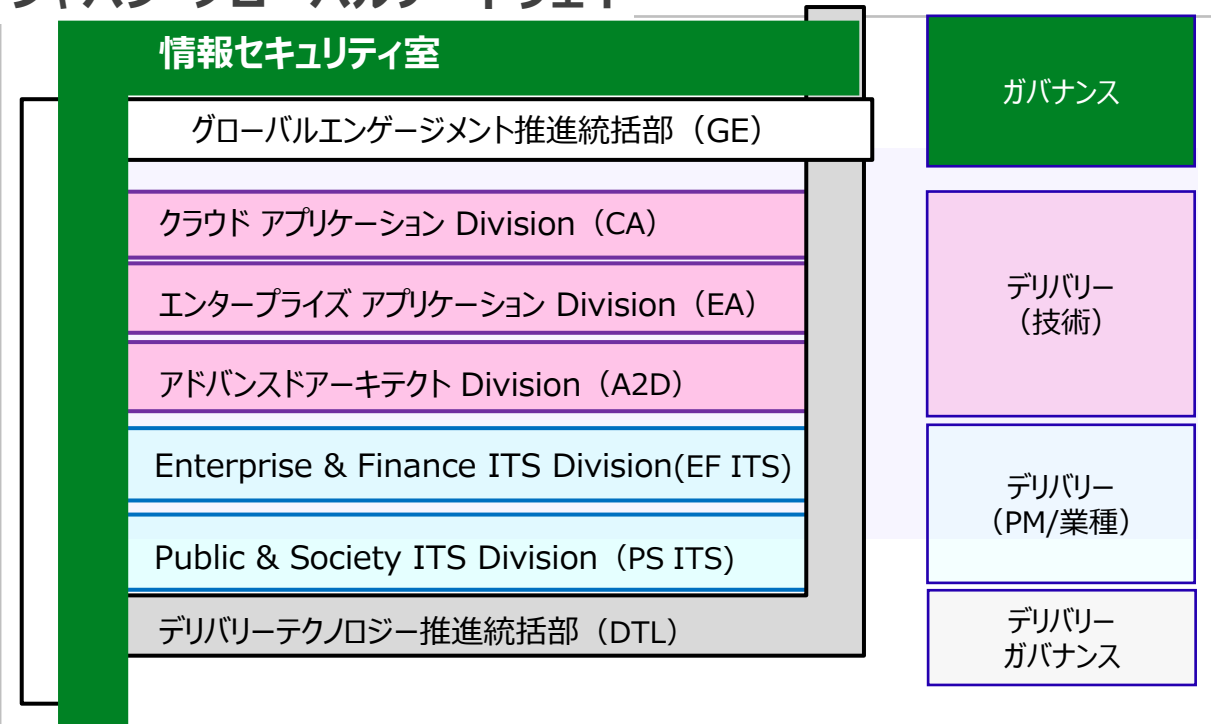 情報セキュリティ室
ガバナンス
グローバルエンゲージメント推進統括部（GE）
クラウド アプリケーション Division（CA）
エンタープライズ アプリケーション Division（EA）
デリバリー
（技術）
アドバンスドアーキテクト Division（A2D）
Enterprise & Finance ITS Division(EF ITS)
デリバリー
（PM/業種）
Public & Society ITS Division（PS ITS)
デリバリーテクノロジー推進統括部（DTL）
デリバリー
ガバナンス